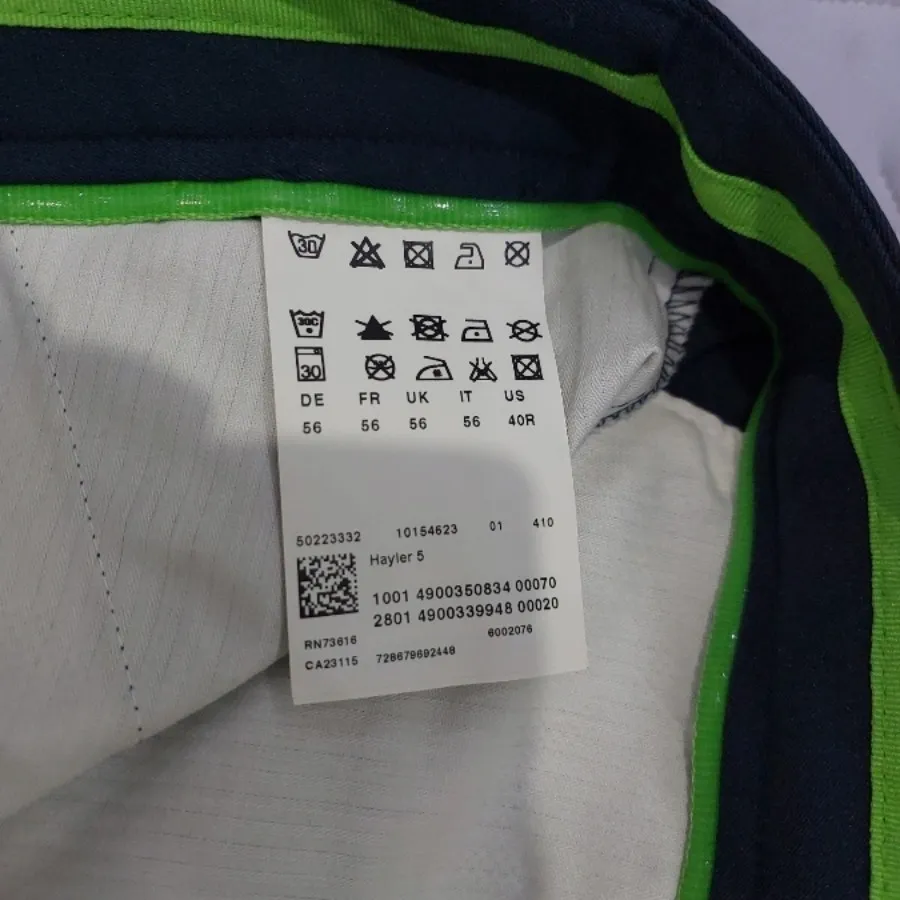 30
30C
30
DE FR UK IT US
56 56 56 56 40R
50223332 10154623 01 410
Hayler 5
1001 4900350834 00070
2801 4900339948 00020
RN73616 6002076
CA23115 728679692448